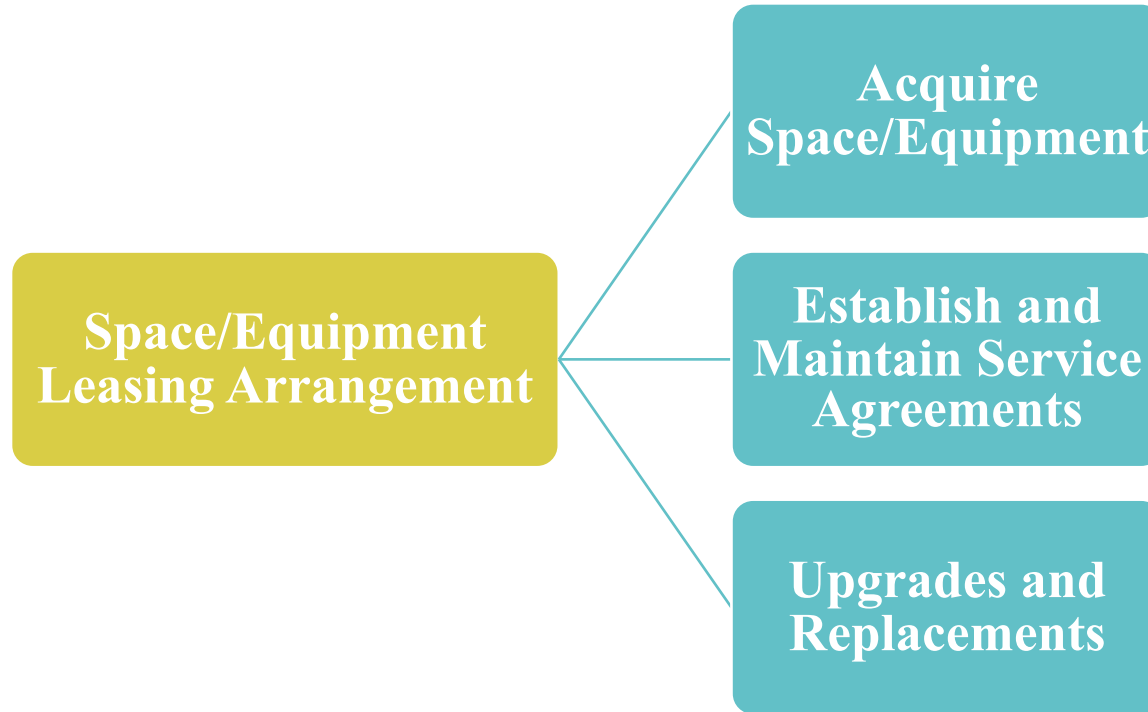 Space/Equipment
Leasing Arrangement
Acquire
Space/Equipment
Establish and
Maintain Service
Agreements
Upgrades and
Replacements